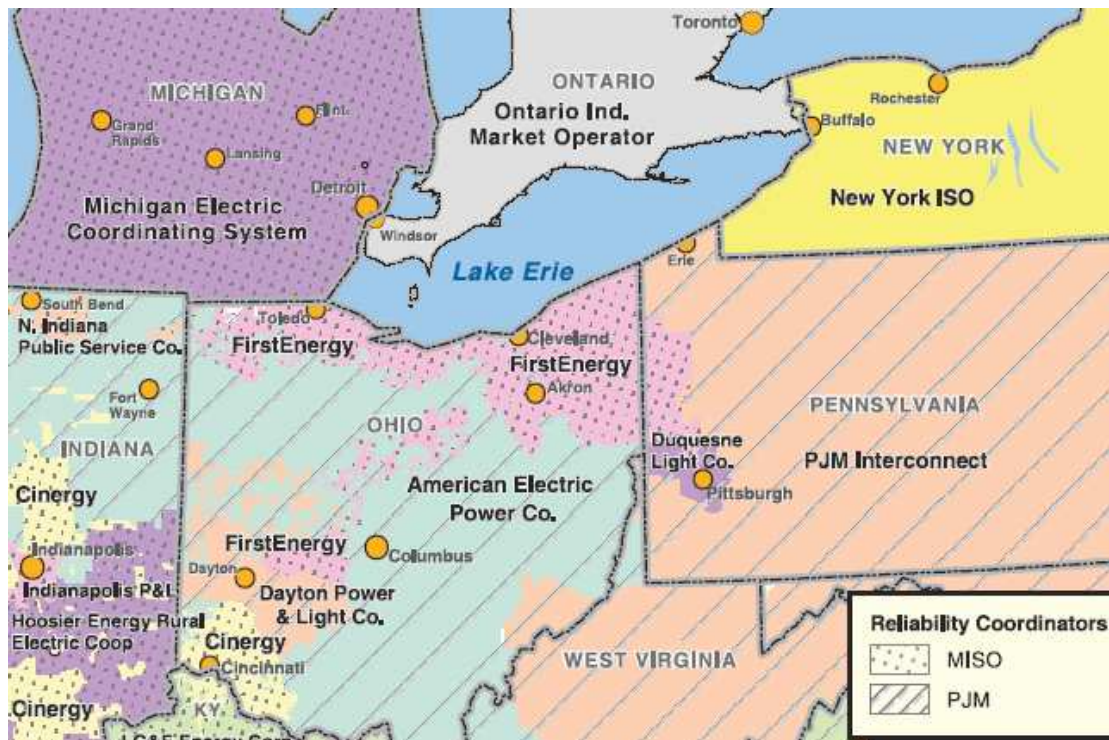 Toronto
ONTARIO
Ontario Ind.
Market Operator
MICHIGAN
Grand
Rapids
Flint
Lansing
Detroit
Windsor
Michigan Electric
Coordinating System
Rochester
Buffalo
NEW YORK
New York ISO
Lake Erie
Erie
South Bend
N. Indiana
Public Service Co.
Toledo
FirstEnergy
Cleveland
FirstEnergy
Akron
Fort
Wayne
INDIANA
OHIO
PENNSYLVANIA
PJM Interconnect
Duquesne
Light Co.
Pittsburgh
Cinergy
American Electric
Power Co.
Indianapolis
Indianapolis P&L
FirstEnergy
Columbus
Dayton
Dayton Power
& Light Co.
Hoosier Energy Rural
Electric Coop
Cinergy
Cincinnati
WEST VIRGINIA
Cinergy
KY
LG&E Energy Corp
Reliability Coordinators
MISO
PJM